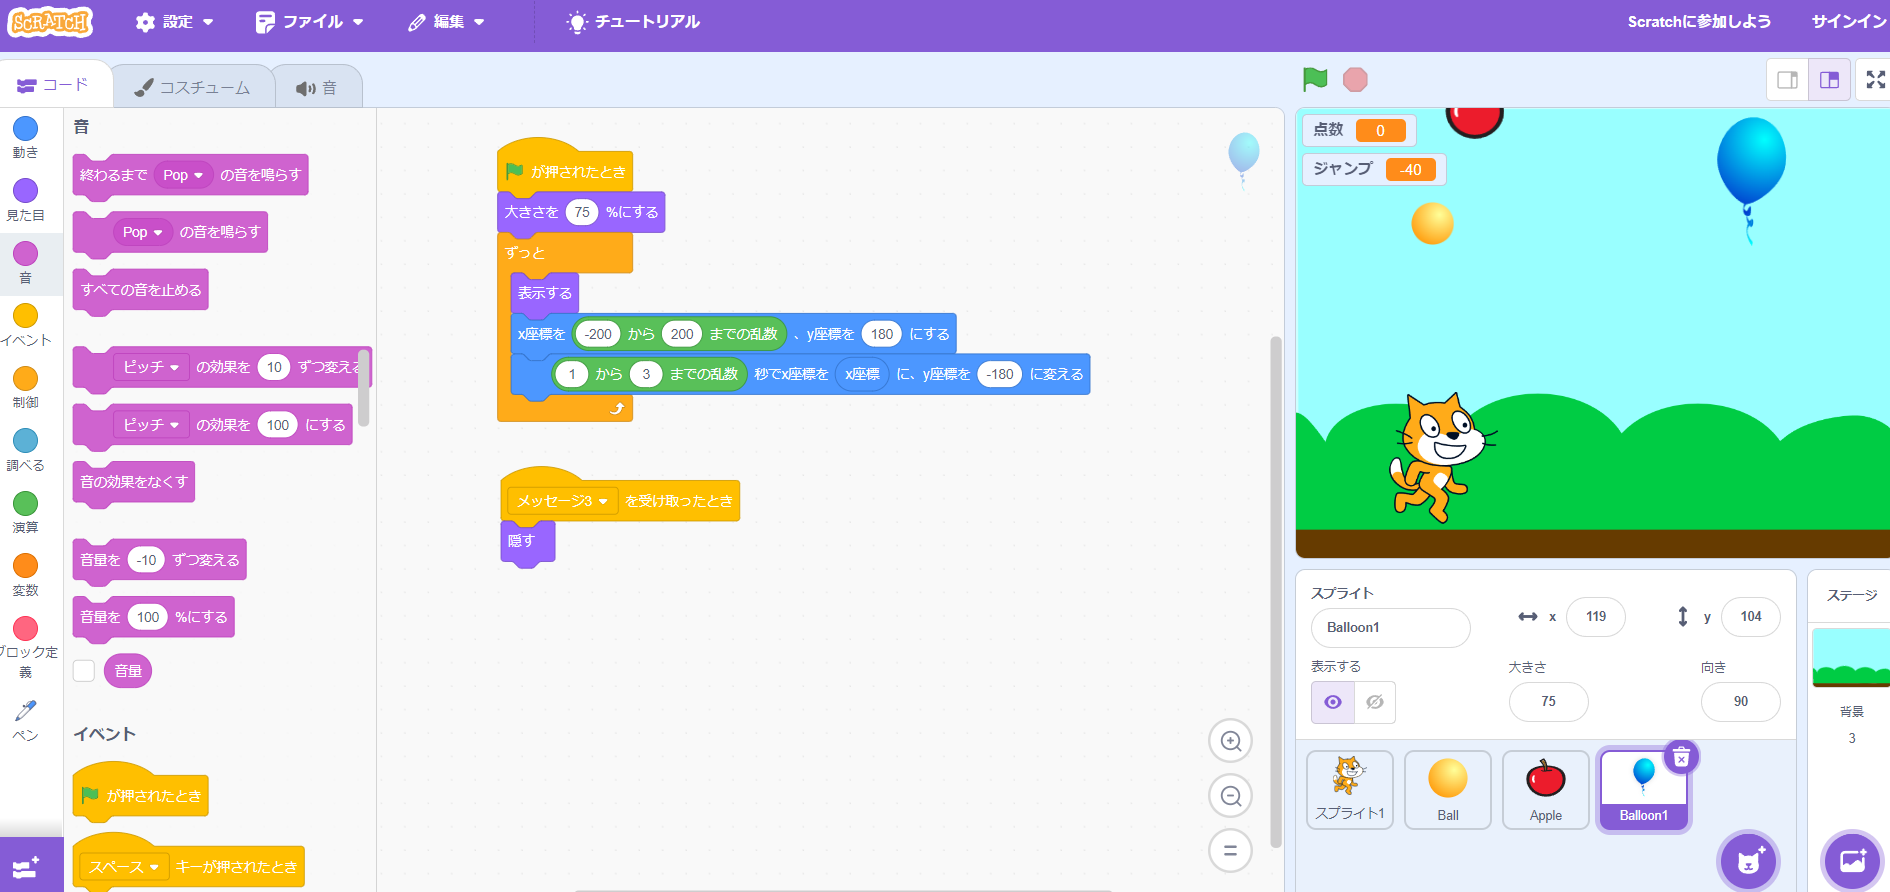 SCRATCH
設定
ファイル
編集
チュートリアル
Scratchに参加しよう
サインイン
コード
コスチューム
音
動き
見た目
音
イベント
制御
調べる
演算
変数
ブロック定
義
ペン
音
終わるまで Pop の音を鳴らす
Pop の音を鳴らす
すべての音を止める
ピッチ の効果を 10 ずつ変える
ピッチ の効果を 100 にする
音の効果をなくす
音量を -10 ずつ変える
音量を 100 %にする
音量
イベント
が押されたとき
スペース キーが押されたとき
が押されたとき
大きさを 75 %にする
ずっと
表示する
x座標を -200 から 200 までの乱数 、y座標を 180 にする
1 から 3 までの乱数 秒でx座標を x座標 に、y座標を -180 に変える
メッセージ3 を受け取ったとき
隠す
点数 0
ジャンプ -40
スプライト
Balloon1
x 119
y 104
表示する
大きさ
75
向き
90
スプライト1
Ball
Apple
Balloon1
ステージ
背景
3